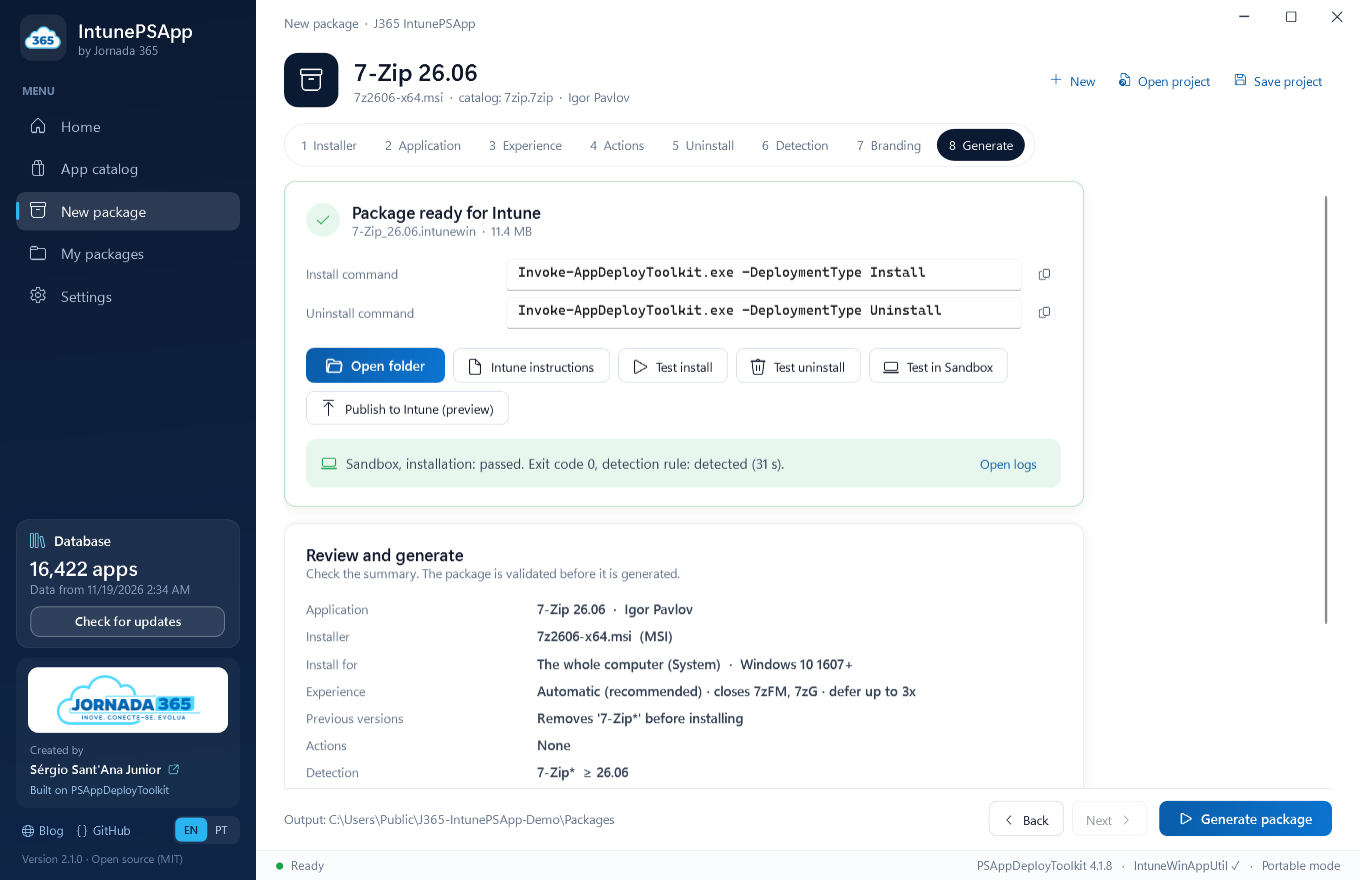 365
IntunePSApp
by Jornada 365
MENU
Home
App catalog
New package
My packages
Settings
Database
16,422 apps
Data from 11/19/2026 2:34 AM
Check for updates
JORNADA 365
INOVE. CONECTE-SE. EVOLUA
Created by
Sérgio Sant'Ana Junior
Built on PSAppDeployToolkit
Blog {} GitHub EN PT
Version 2.1.0 · Open source (MIT)
New package · J365 IntunePSApp
7-Zip 26.06
7z2606-x64.msi · catalog: 7zip.7zip · Igor Pavlov
New Open project Save project
1 Installer 2 Application 3 Experience 4 Actions 5 Uninstall 6 Detection 7 Branding 8 Generate
Package ready for Intune
7-Zip_26.06.intunewin · 11.4 MB
Install command Invoke-AppDeployToolkit.exe -DeploymentType Install
Uninstall command Invoke-AppDeployToolkit.exe -DeploymentType Uninstall
Open folder Intune instructions Test install Test uninstall Test in Sandbox
Publish to Intune (preview)
Sandbox, installation: passed. Exit code 0, detection rule: detected (31 s). Open logs
Review and generate
Check the summary. The package is validated before it is generated.
Application 7-Zip 26.06 · Igor Pavlov
Installer 7z2606-x64.msi (MSI)
Install for The whole computer (System) · Windows 10 1607+
Experience Automatic (recommended) · closes 7zFM, 7zG · defer up to 3x
Previous versions Removes '7-Zip*' before installing
Actions None
Detection 7-Zip* ≥ 26.06
Output: C:\Users\Public\J365-IntunePSApp-Demo\Packages Back Next Generate package
Ready PSAppDeployToolkit 4.1.8 · IntuneWinAppUtil ✓ · Portable mode